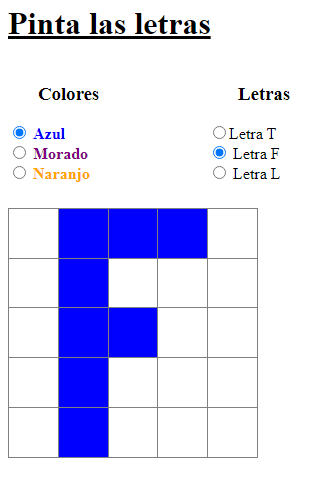 Pinta las letras
Colores
Letras
Azul
Letra T
Morado
Letra F
Naranjo
Letra L